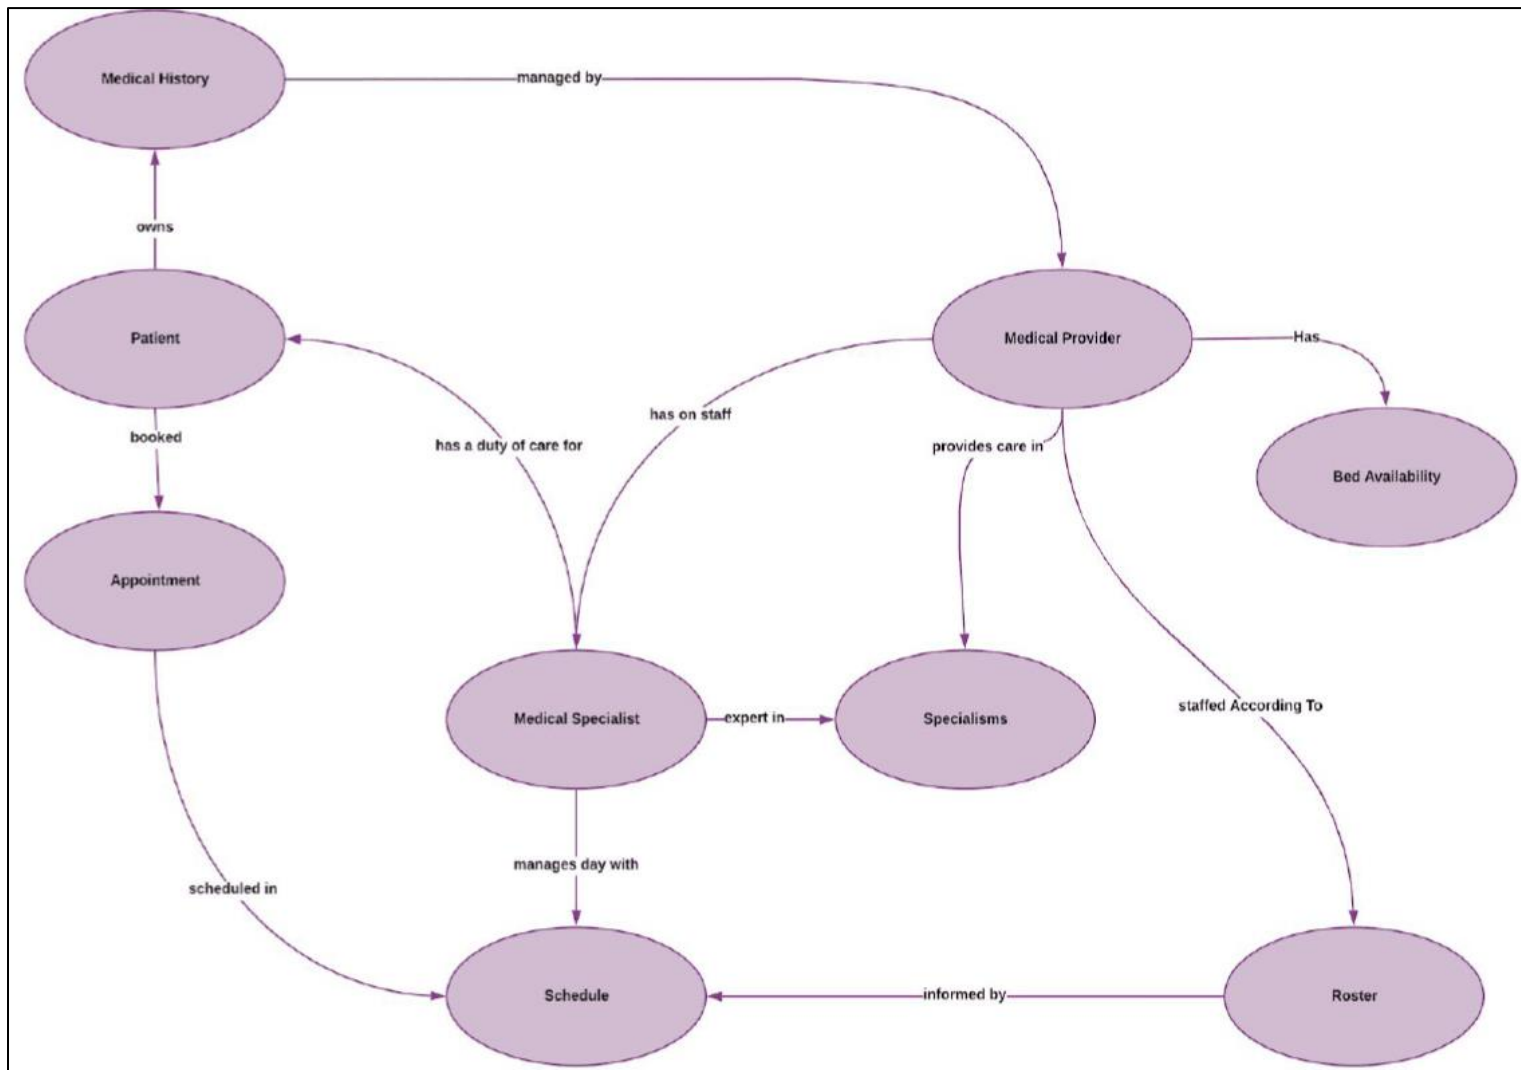 Medical History
managed by
owns
Patient
Medical Provider
Has
has on staff
booked
has a duty of care for
provides care in
Bed Availability
Appointment
staffed According To
Medical Specialist
expert in
Specialisms
manages day with
scheduled in
Schedule
informed by
Roster